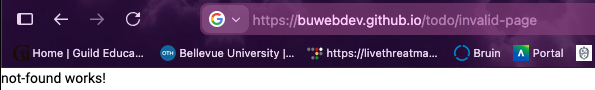 https://buwebdev.github.io/todo/invalid-page
Home | Guild Educa... OTH Bellevue University |... https://livethreatma... Bruin Portal
not-found works!